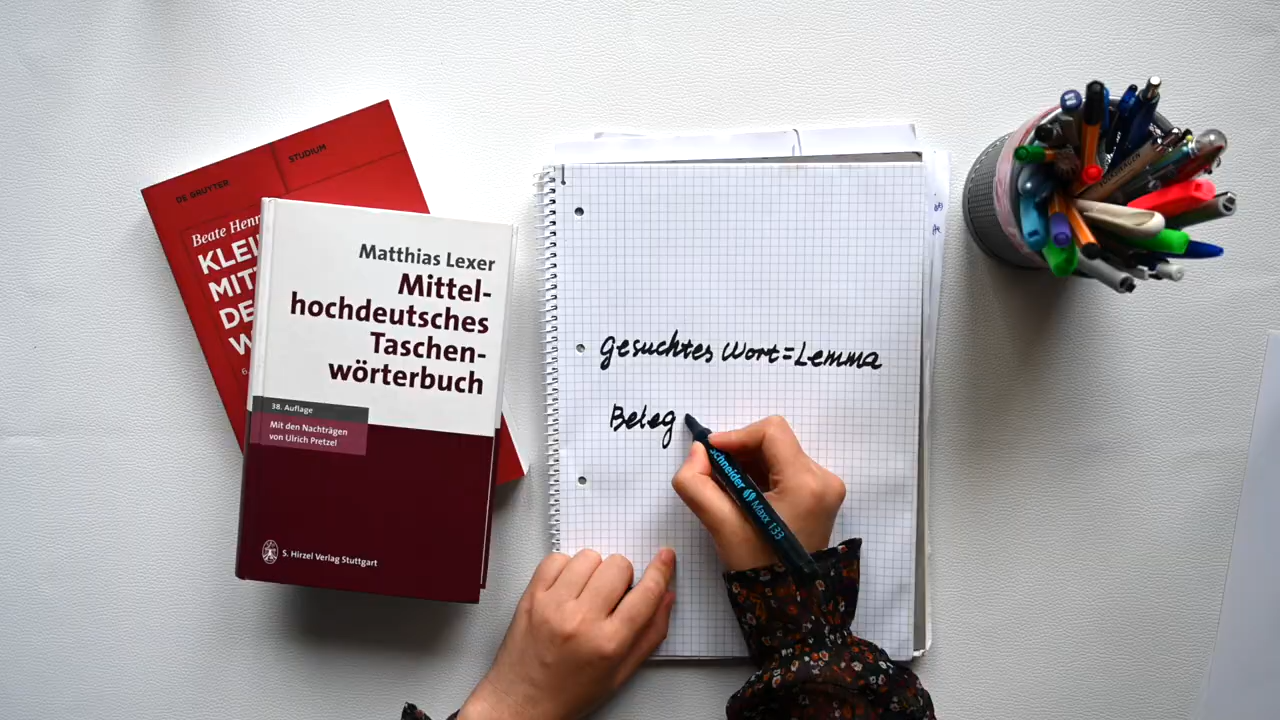 DE GRUYTER
STUDIUM
Beate Henn
KLEI
MIT
DE
W
6.
Matthias Lexer
Mittel-
hochdeutsches
Taschen-
wörterbuch
38. Auflage
Mit den Nachträgen
von Ulrich Pretzel
S. Hirzel Verlag Stuttgart
gesuchtes Wort=Lemma
Beleg
schneider Maxx 133